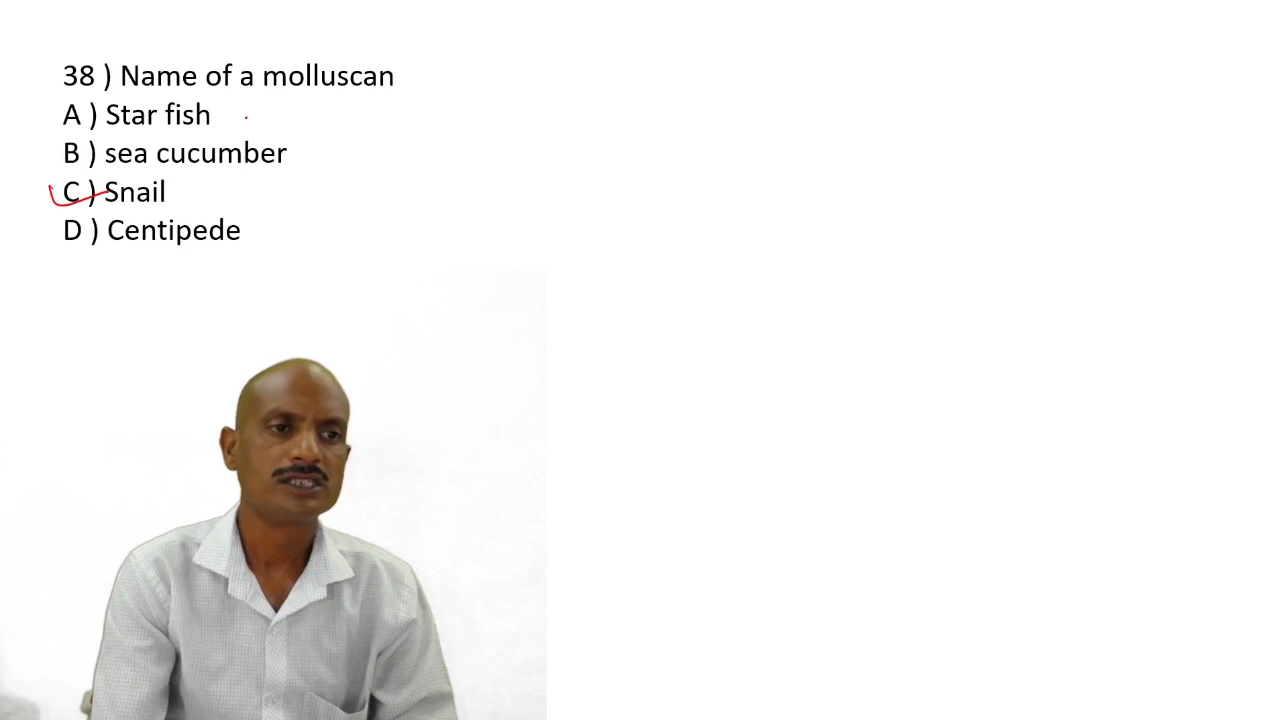 38 ) Name of a molluscan
A ) Star fish
B ) sea cucumber
C ) Snail
D ) Centipede